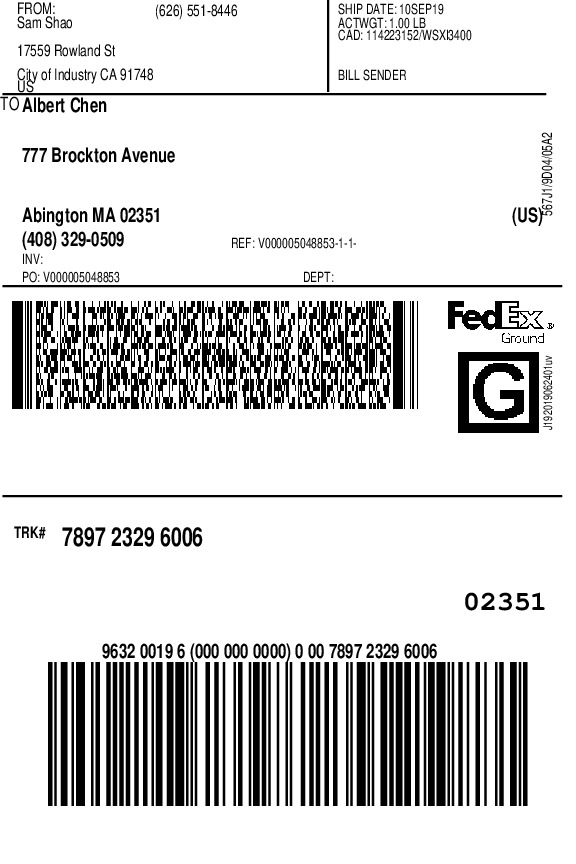 FROM: (626) 551-8446
Sam Shao
17559 Rowland St
City of Industry CA 91748
US
SHIP DATE: 10SEP19
ACTWGT: 1.00 LB
CAD: 114223152/WSXI3400
BILL SENDER
TO Albert Chen
777 Brockton Avenue
Abington MA 02351 (US)
(408) 329-0509 REF: V000005048853-1-1-
INV:
PO: V000005048853 DEPT:
567J1/9D04/05A2
FedEx®
Ground
G
J192019062401uv
TRK# 7897 2329 6006
02351
9632 0019 6 (000 000 0000) 0 00 7897 2329 6006